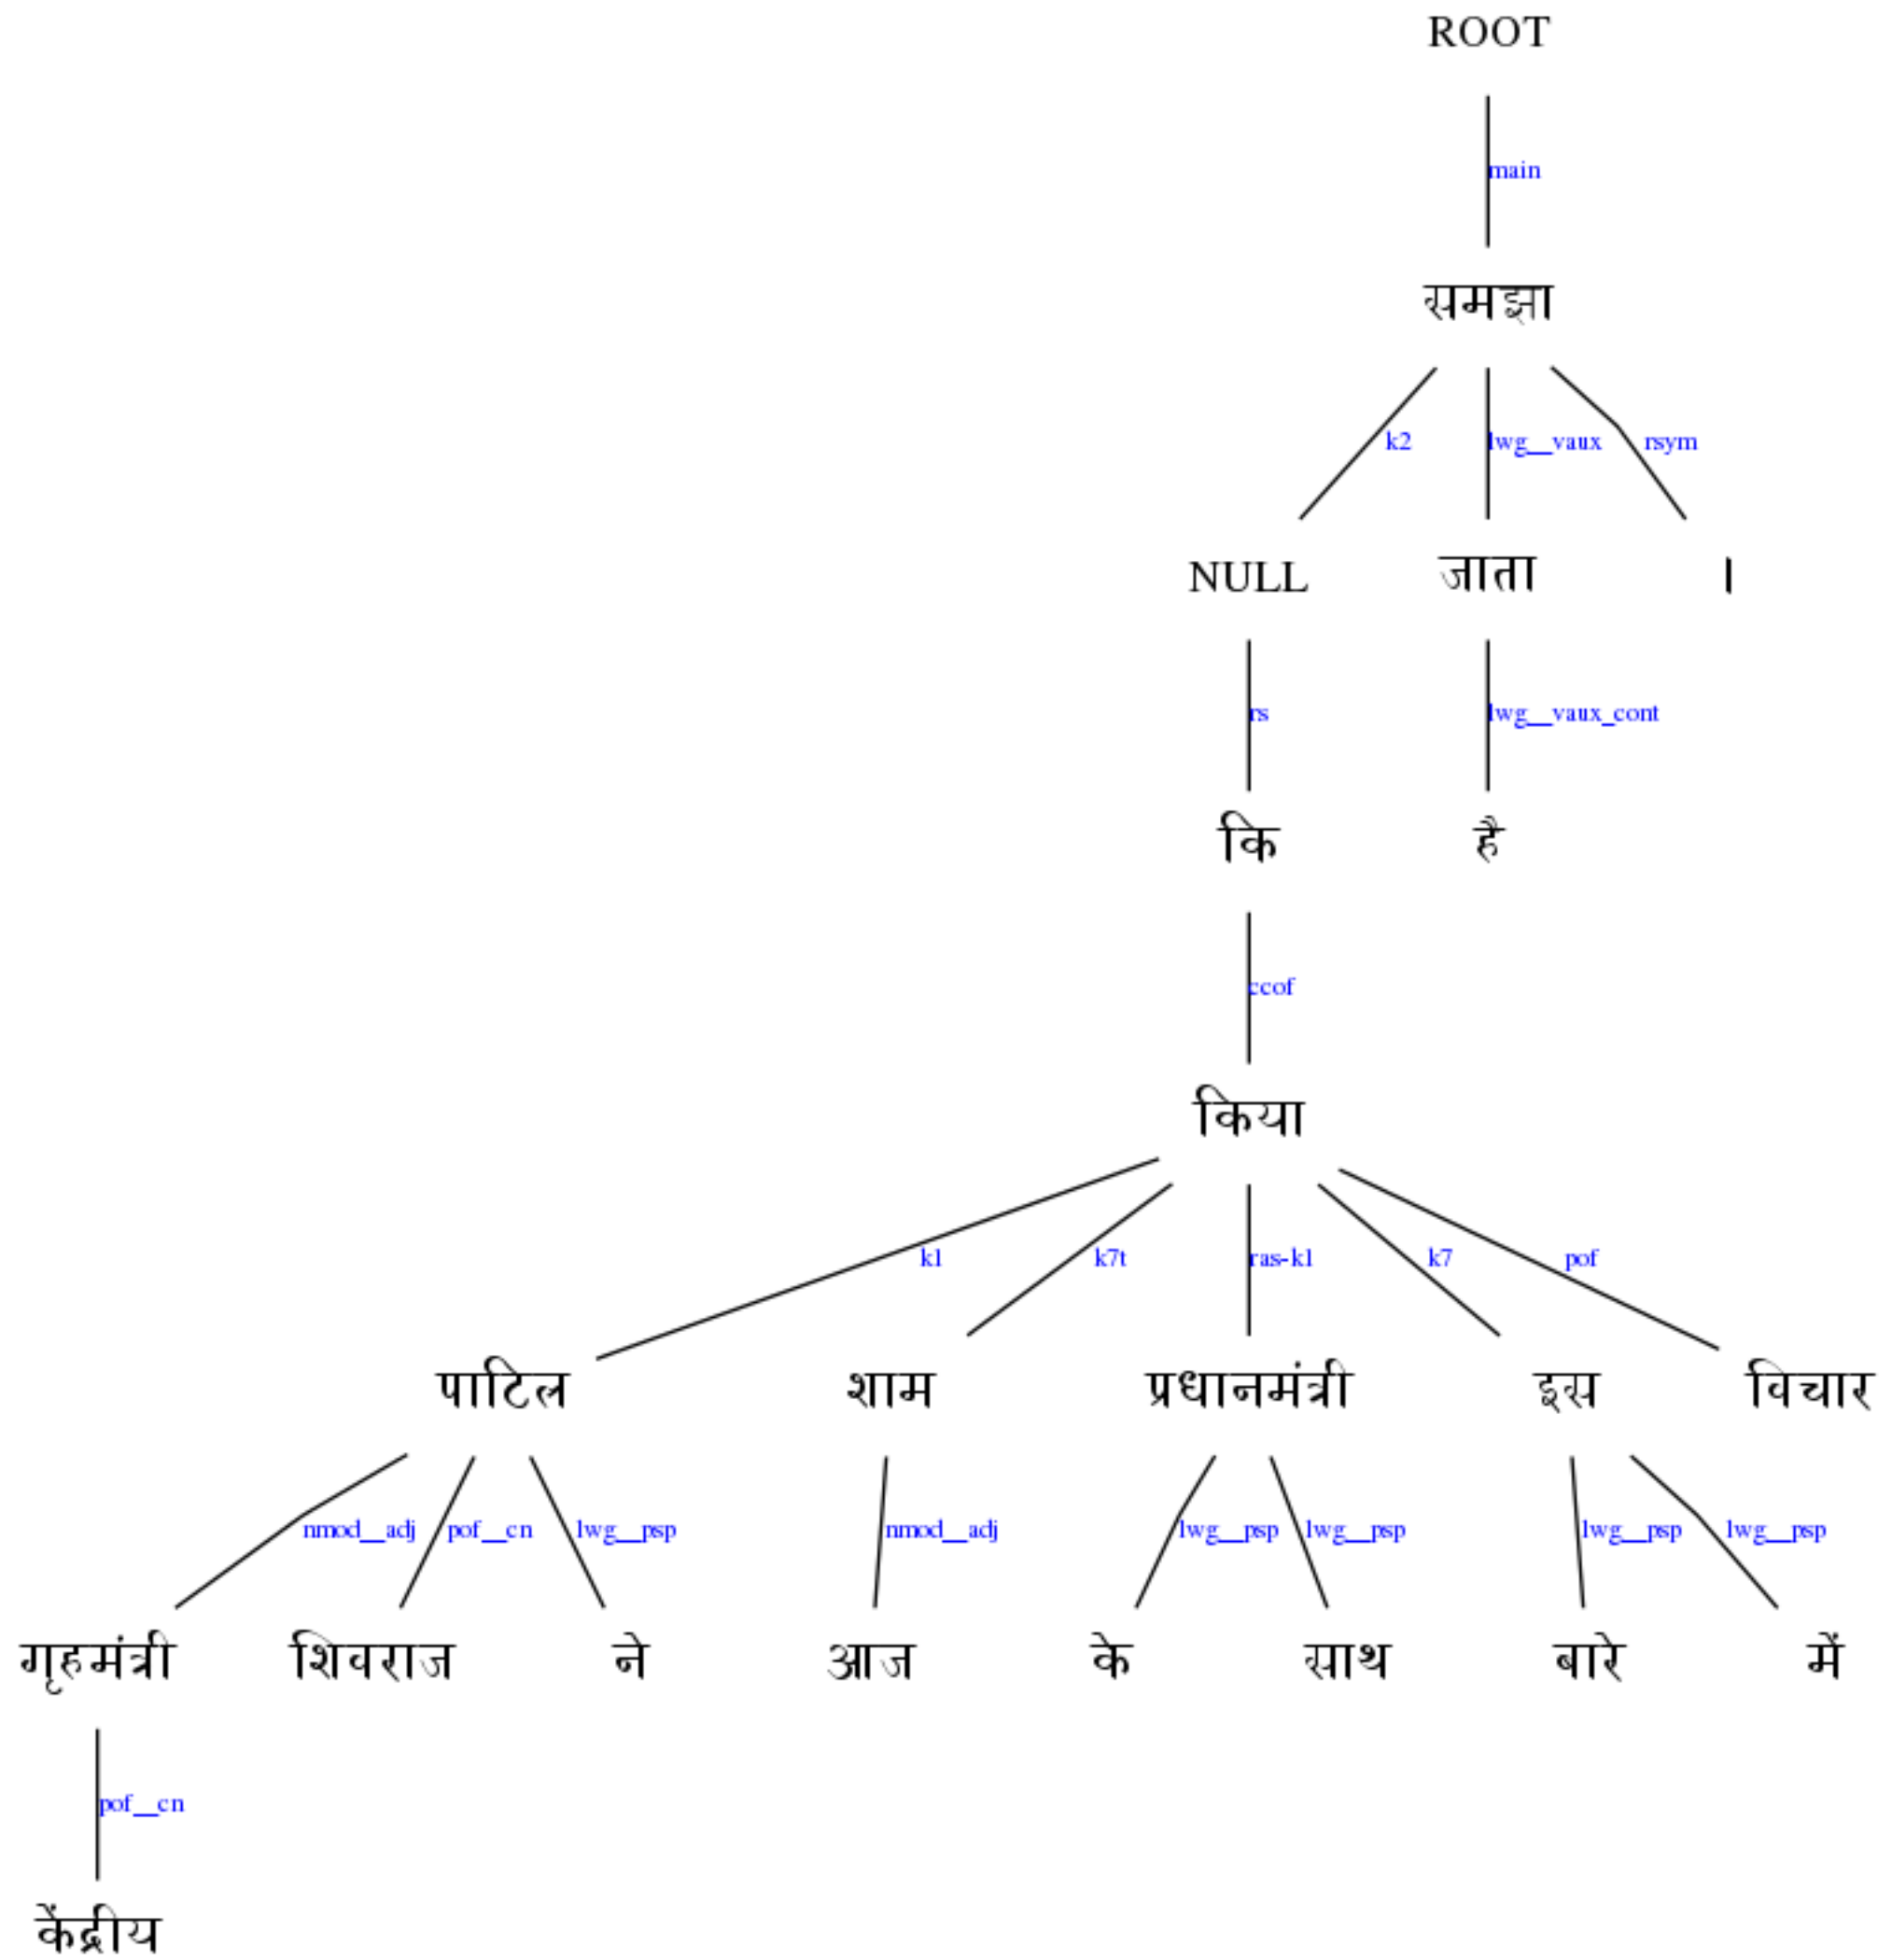 ROOT
main
समझा
k2 lwg__vaux rsym
NULL जाता ।
rs lwg__vaux_cont
कि है
ccof
किया
k1 k7t ras-k1 k7 pof
पाटिल शाम प्रधानमंत्री इस विचार
nmod__adj pof__cn lwg__psp nmod__adj lwg__psp lwg__psp lwg__psp lwg__psp
गृहमंत्री शिवराज ने आज के साथ बारे में
pof__cn
केंद्रीय